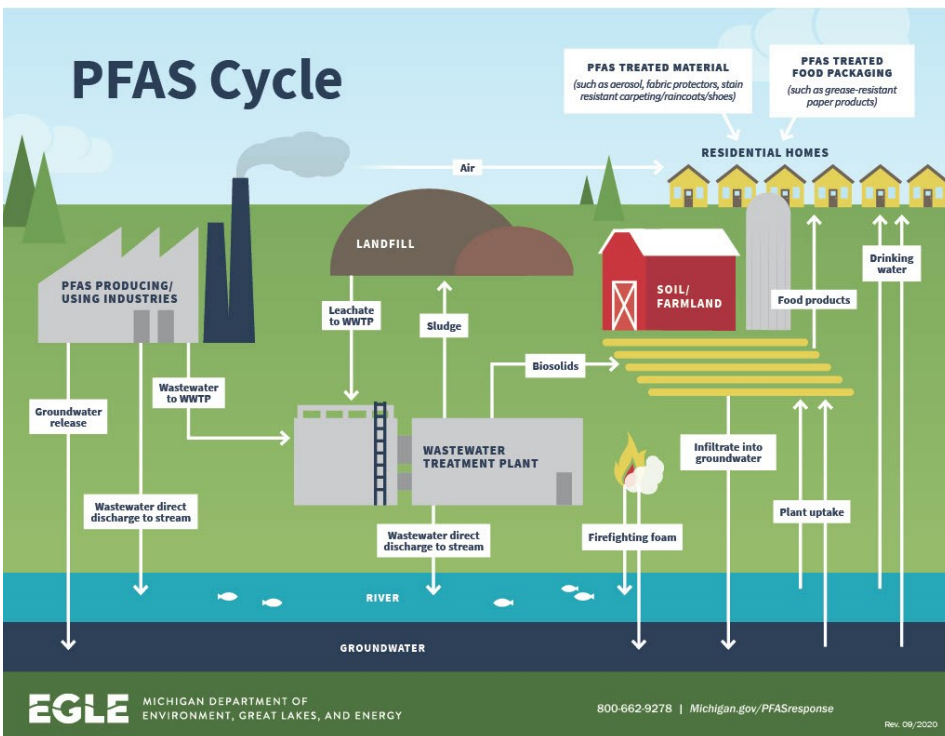 PFAS Cycle
PFAS TREATED MATERIAL
(such as aerosol, fabric protectors, stain
resistant carpeting/raincoats/shoes)
PFAS TREATED
FOOD PACKAGING
(such as grease-resistant
paper products)
RESIDENTIAL HOMES
Air
LANDFILL
PFAS PRODUCING/
USING INDUSTRIES
SOIL/
FARMLAND
Drinking
water
Food products
Leachate
to WWTP
Sludge
Biosolids
Wastewater
to WWTP
Groundwater
release
WASTEWATER
TREATMENT PLANT
Infiltrate into
groundwater
Wastewater direct
discharge to stream
Wastewater direct
discharge to stream
Firefighting foam
Plant uptake
RIVER
GROUNDWATER
EGLE
MICHIGAN DEPARTMENT OF
ENVIRONMENT, GREAT LAKES, AND ENERGY
800-662-9278 | Michigan.gov/PFASresponse
Rev. 09/2020